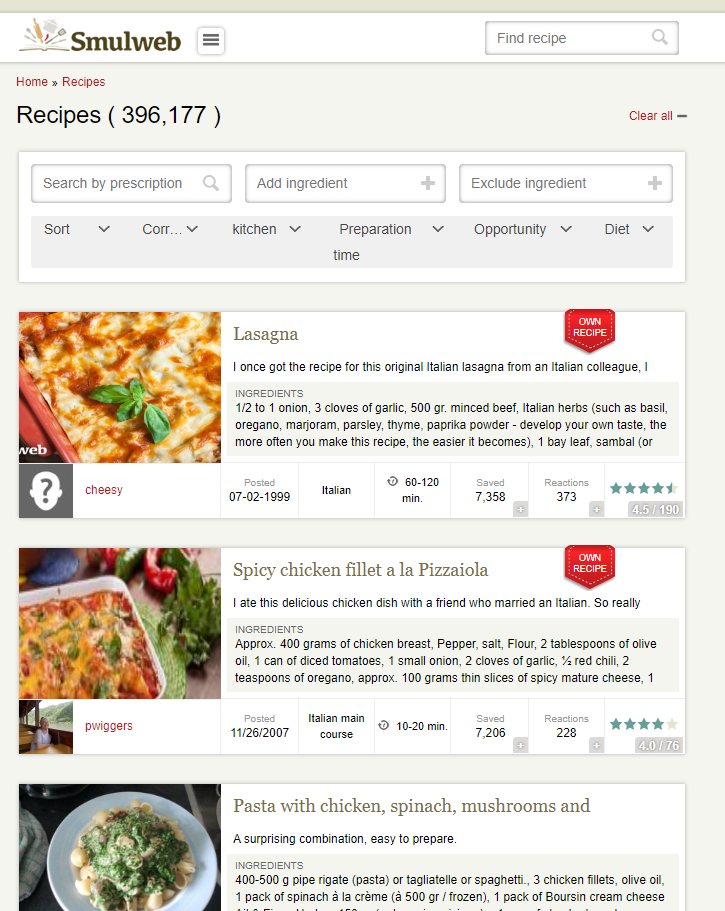 Smulweb
Find recipe
Home » Recipes
Recipes ( 396,177 )
Clear all
Search by prescription
Add ingredient
Exclude ingredient
Sort
Corr…
kitchen
Preparation
time
Opportunity
Diet
web
Lasagna
OWN
RECIPE
I once got the recipe for this original Italian lasagna from an Italian colleague, I
INGREDIENTS
1/2 to 1 onion, 3 cloves of garlic, 500 gr. minced beef, Italian herbs (such as basil,
oregano, marjoram, parsley, thyme, paprika powder - develop your own taste, the
more often you make this recipe, the easier it becomes), 1 bay leaf, sambal (or
cheesy
Posted
07-02-1999
Italian
60-120
min.
Saved
7,358
Reactions
373
4.5 / 190
Spicy chicken fillet a la Pizzaiola
OWN
RECIPE
I ate this delicious chicken dish with a friend who married an Italian. So really
INGREDIENTS
Approx. 400 grams of chicken breast, Pepper, salt, Flour, 2 tablespoons of olive
oil, 1 can of diced tomatoes, 1 small onion, 2 cloves of garlic, ½ red chili, 2
teaspoons of oregano, approx. 100 grams thin slices of spicy mature cheese, 1
pwiggers
Posted
11/26/2007
Italian main
course
10-20 min.
Saved
7,206
Reactions
228
4.0 / 76
Pasta with chicken, spinach, mushrooms and
A surprising combination, easy to prepare.
INGREDIENTS
400-500 g pipe rigate (pasta) or tagliatelle or spaghetti., 3 chicken fillets, olive oil,
1 pack of spinach à la crème (à 500 gr / frozen), 1 pack of Boursin cream cheese